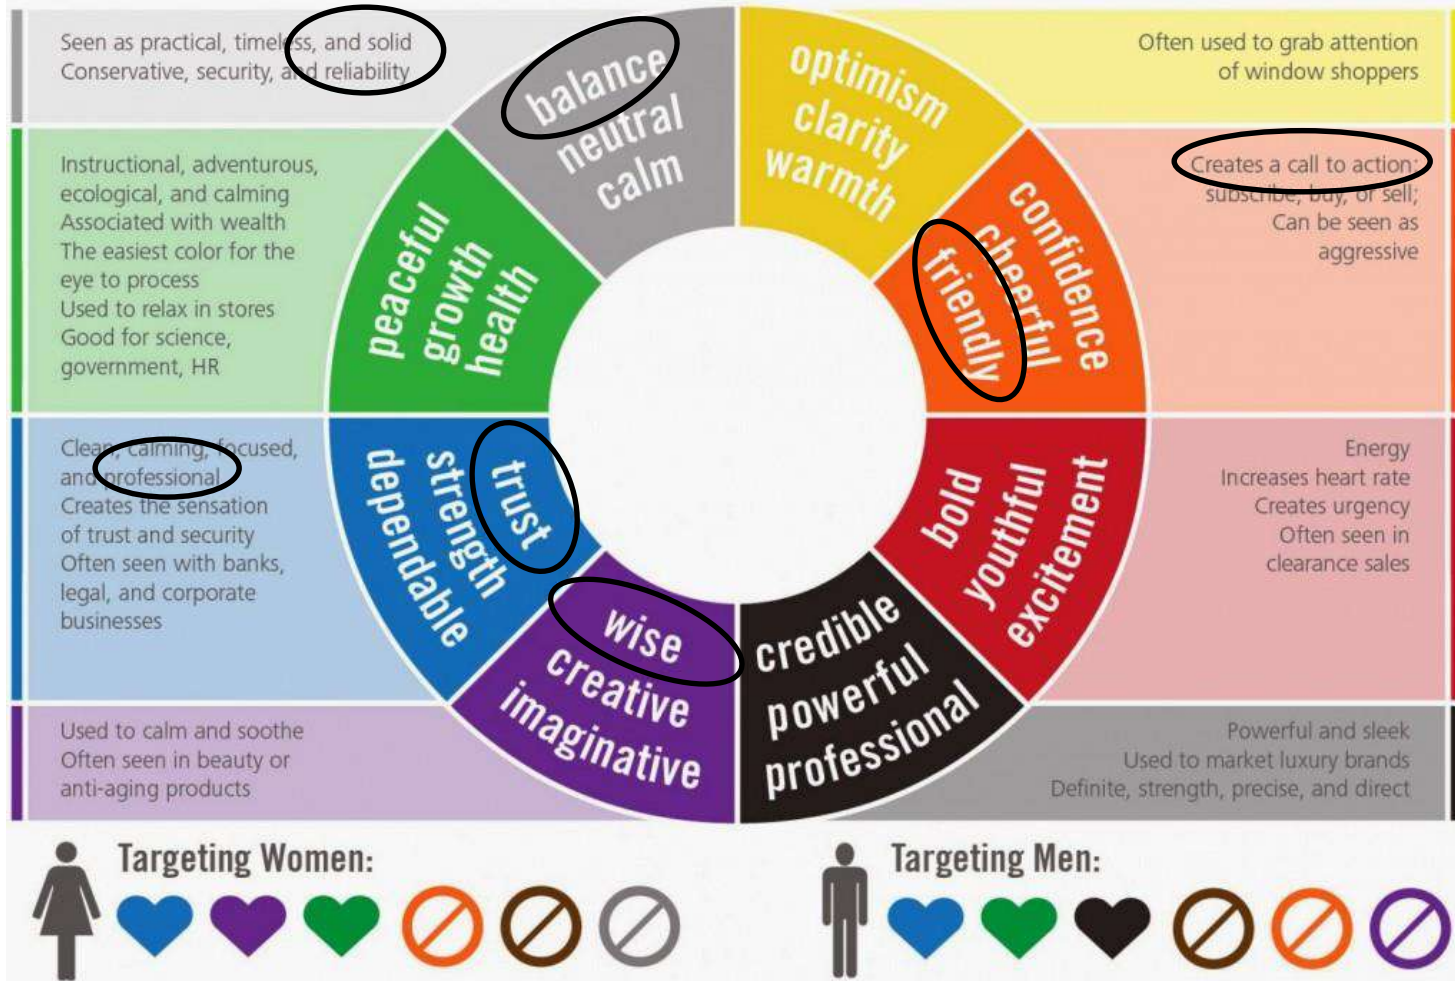 Seen as practical, timeless, and solid
Conservative, security, and reliability
balance
neutral
calm
optimism
clarity
warmth
Often used to grab attention
of window shoppers
Instructional, adventurous,
ecological, and calming
Associated with wealth
The easiest color for the
eye to process
Used to relax in stores
Good for science,
government, HR
peaceful
growth
health
confidence
cheerful
friendly
Creates a call to action:
subscribe, buy, or sell;
Can be seen as
aggressive
Clean, calming, focused,
and professional
Creates the sensation
of trust and security
Often seen with banks,
legal, and corporate
businesses
trust
strength
dependable
bold
youthful
excitement
Energy
Increases heart rate
Creates urgency
Often seen in
clearance sales
Used to calm and soothe
Often seen in beauty or
anti-aging products
wise
creative
imaginative
credible
powerful
professional
Powerful and sleek
Used to market luxury brands
Definite, strength, precise, and direct
Targeting Women:
Targeting Men: